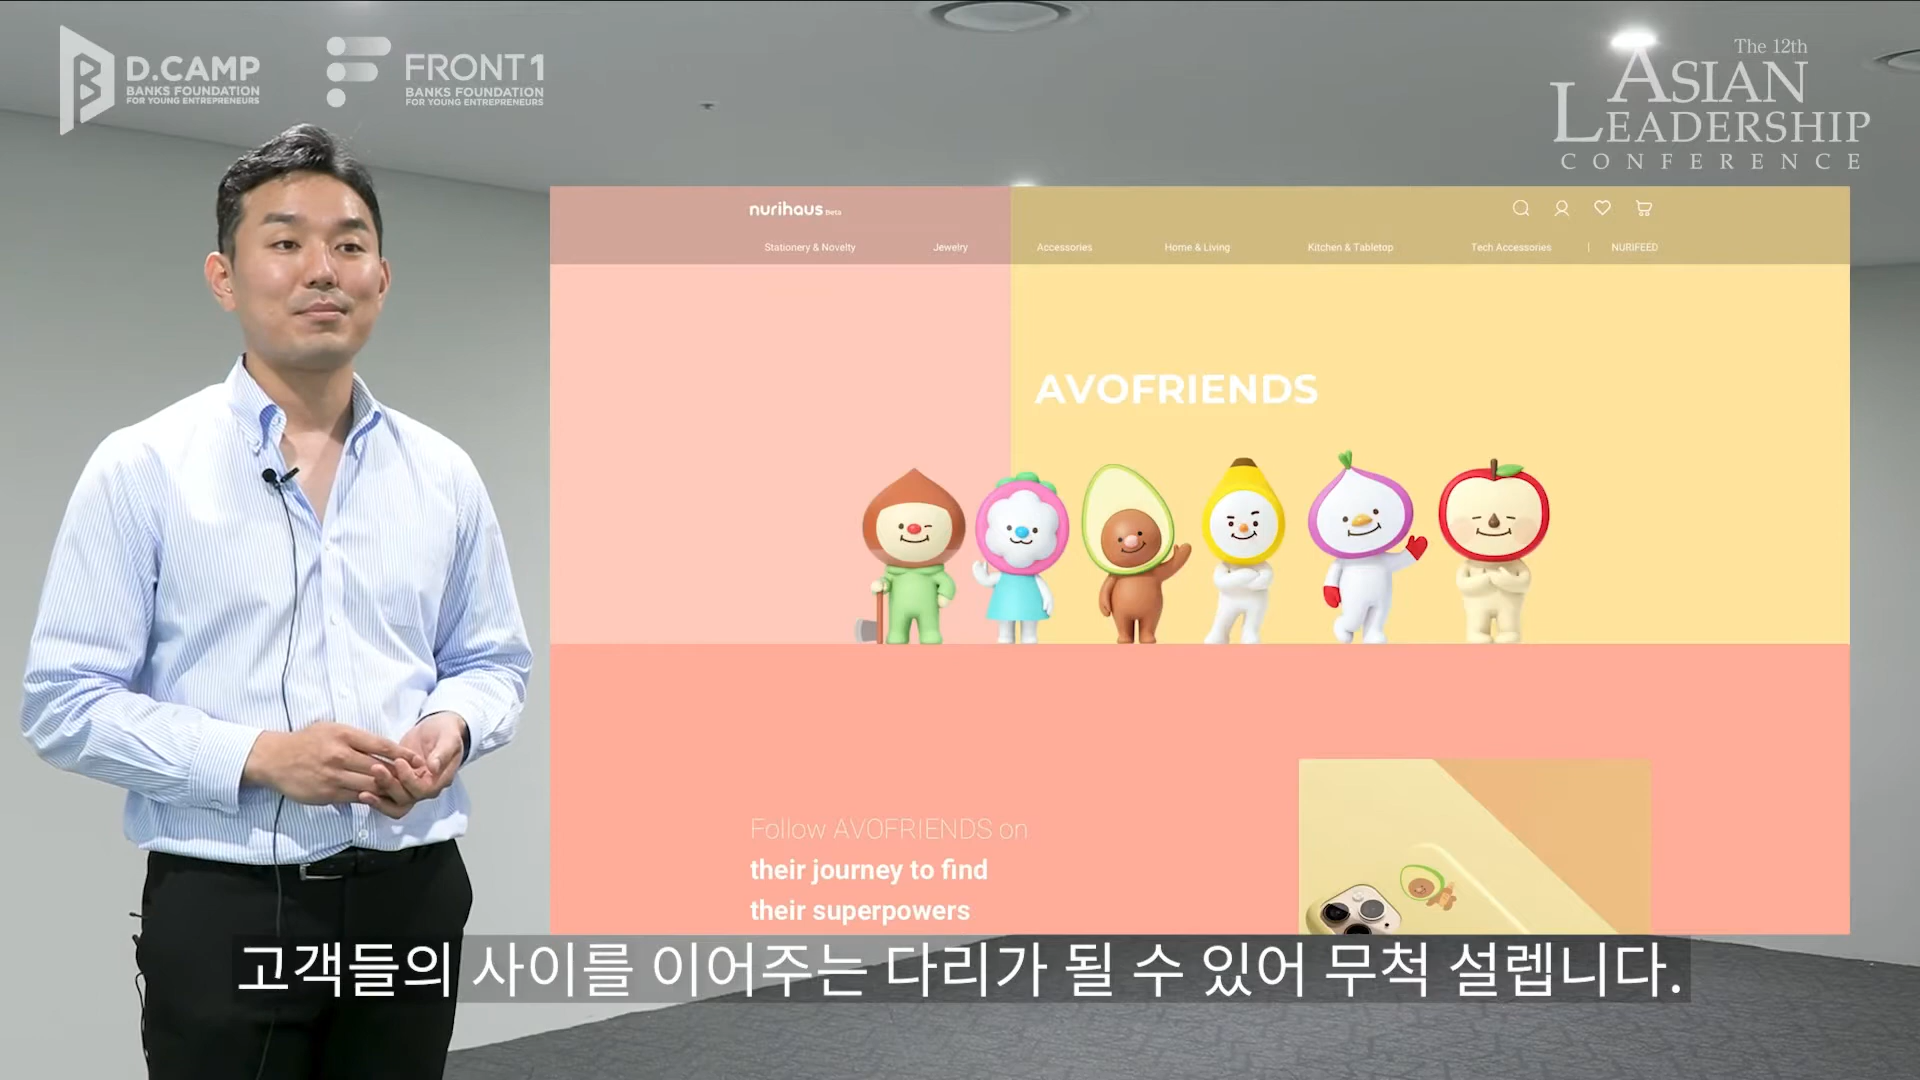 D.CAMP
BANKS FOUNDATION
FOR YOUNG ENTREPRENEURS
FRONT1
BANKS FOUNDATION
FOR YOUNG ENTREPRENEURS
The 12th
ASIAN
LEADERSHIP
CONFERENCE
nurihaus Beta
Stationery & Novelty Jewelry Accessories Home & Living Kitchen & Tabletop Tech Accessories | NURIFEED
AVOFRIENDS
Follow AVOFRIENDS on
their journey to find
their superpowers
고객들의 사이를 이어주는 다리가 될 수 있어 무척 설렙니다.